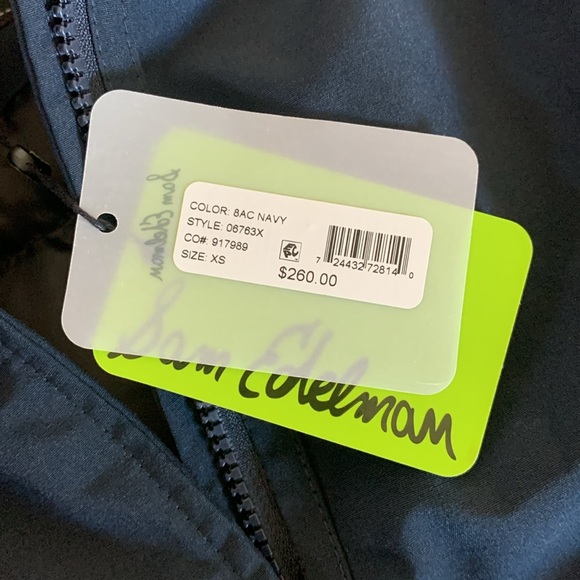 Sam Edelman
COLOR: 8AC NAVY
STYLE: 06763X
CO#: 917989
SIZE: XS
$260.00
7 24432 72814 0
Sam Edelman